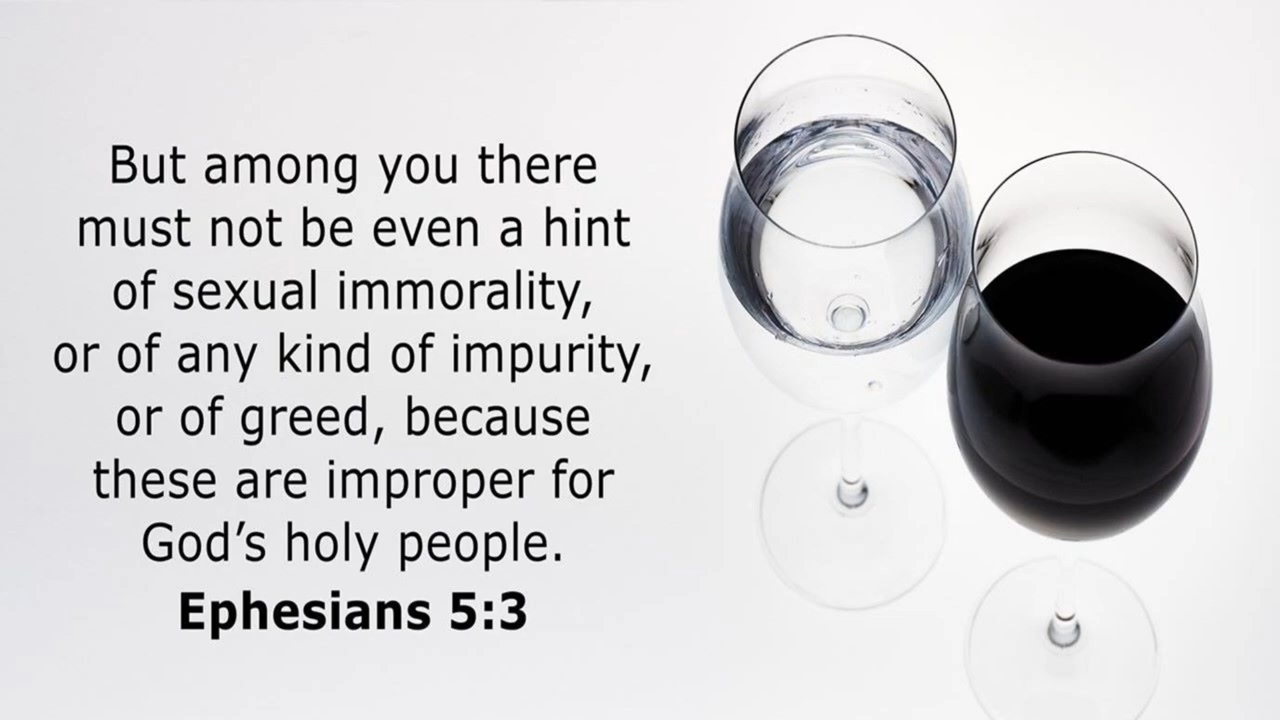 But among you there
must not be even a hint
of sexual immorality,
or of any kind of impurity,
or of greed, because
these are improper for
God’s holy people.
Ephesians 5:3